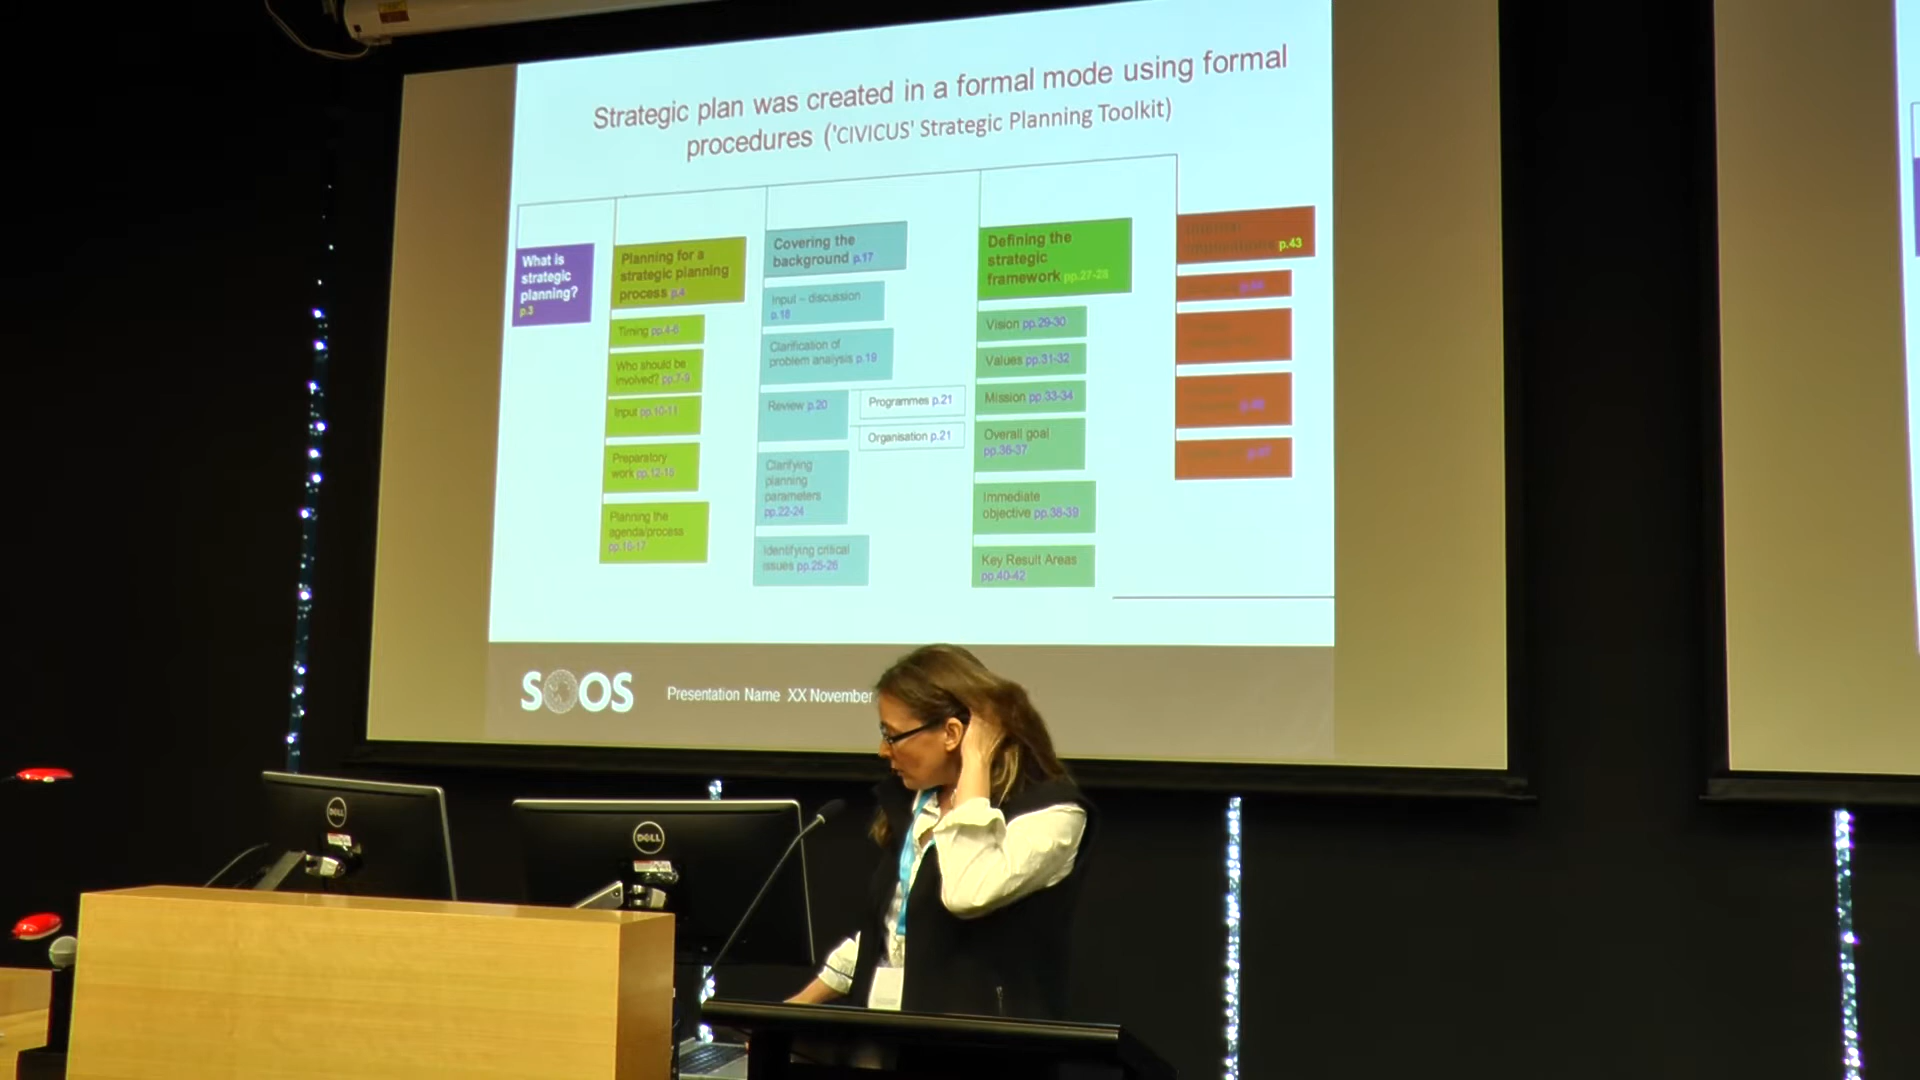 Strategic plan was created in a formal mode using formal
procedures ('CIVICUS' Strategic Planning Toolkit)
What is
strategic
planning?
p.3
Planning for a
strategic planning
process p.4
Timing pp.4-6
Who should be
involved? pp.7-9
Input pp.10-11
Preparatory
work pp.12-15
Planning the
agenda/process
pp.16-17
Covering the
background p.17
Input – discussion
p.18
Clarification of
problem analysis p.19
Review p.20
Programmes p.21
Organisation p.21
Clarifying
planning
parameters
pp.22-24
Identifying critical
issues pp.25-26
Defining the
strategic
framework pp.27-28
Vision pp.29-30
Values pp.31-32
Mission pp.33-34
Overall goal
pp.35-37
Immediate
objective pp.38-39
Key Result Areas
pp.40-42
p.43
SOOS
Presentation Name XX November
DELL
DELL